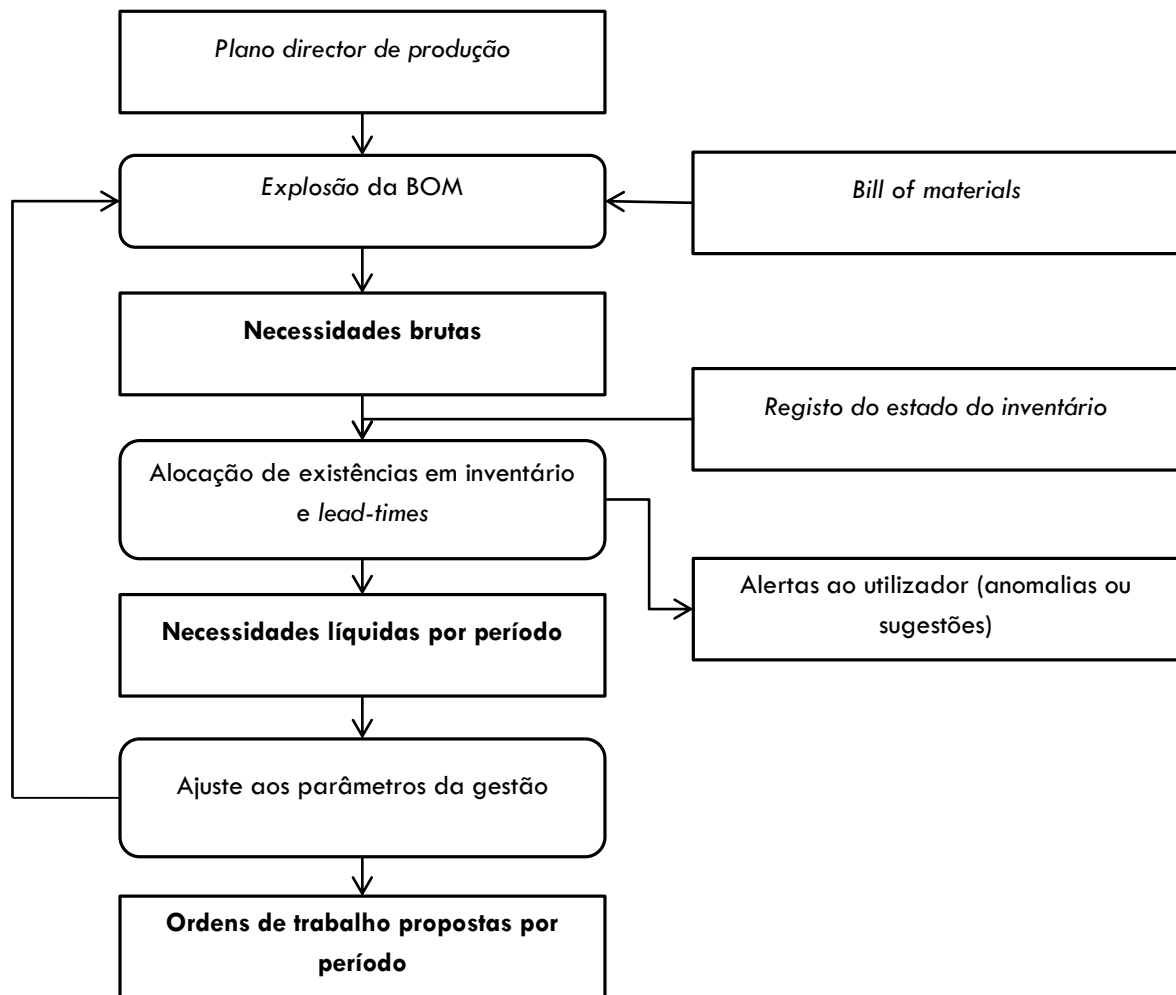 Plano director de produção
Explosão da BOM
Bill of materials
Necessidades brutas
Registo do estado do inventário
Alocação de existências em inventário
e lead-times
Alertas ao utilizador (anomalias ou
sugestões)
Necessidades líquidas por período
Ajuste aos parâmetros da gestão
Ordens de trabalho propostas por
período